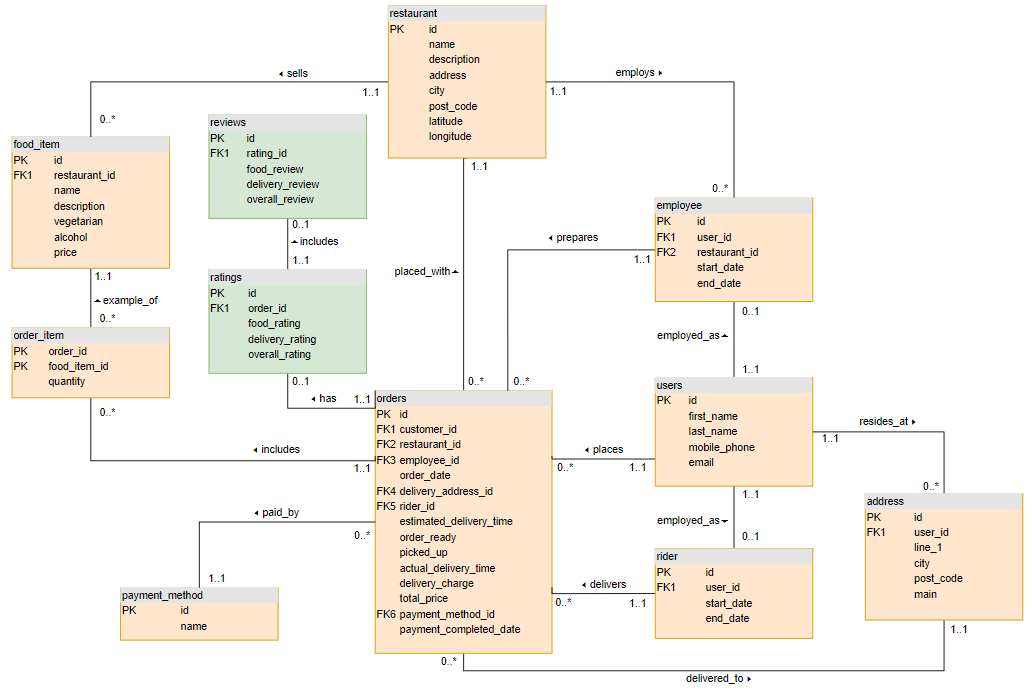 restaurant
PK id
name
description
address
city
post_code
latitude
longitude
sells
1..1
0..*
employs
1..1
0..*
food_item
PK id
FK1 restaurant_id
name
description
vegetarian
alcohol
price
1..1
example_of
0..*
order_item
PK order_id
PK food_item_id
quantity
0..*
includes
1..1
reviews
PK id
FK1 rating_id
food_review
delivery_review
overall_review
0..1
includes
1..1
ratings
PK id
FK1 order_id
food_rating
delivery_rating
overall_rating
0..1
has
1..1
1..1
placed_with
0..*
prepares
1..1
0..*
employee
PK id
FK1 user_id
FK2 restaurant_id
start_date
end_date
0..1
employed_as
1..1
users
PK id
first_name
last_name
mobile_phone
email
places
0..*
1..1
resides_at
1..1
0..*
1..1
employed_as
0..1
orders
PK id
FK1 customer_id
FK2 restaurant_id
FK3 employee_id
order_date
FK4 delivery_address_id
FK5 rider_id
estimated_delivery_time
order_ready
picked_up
actual_delivery_time
delivery_charge
total_price
FK6 payment_method_id
payment_completed_date
paid_by
0..*
1..1
payment_method
PK id
name
rider
PK id
FK1 user_id
start_date
end_date
delivers
0..*
1..1
address
PK id
FK1 user_id
line_1
city
post_code
main
1..1
0..*
delivered_to